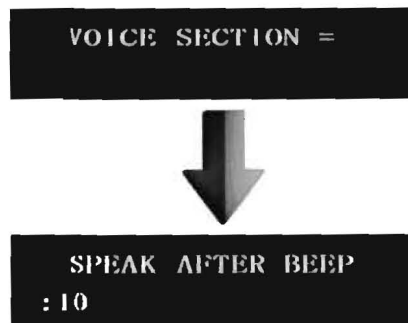 VOICE SECTION =
SPEAK AFTER BEEP
:10